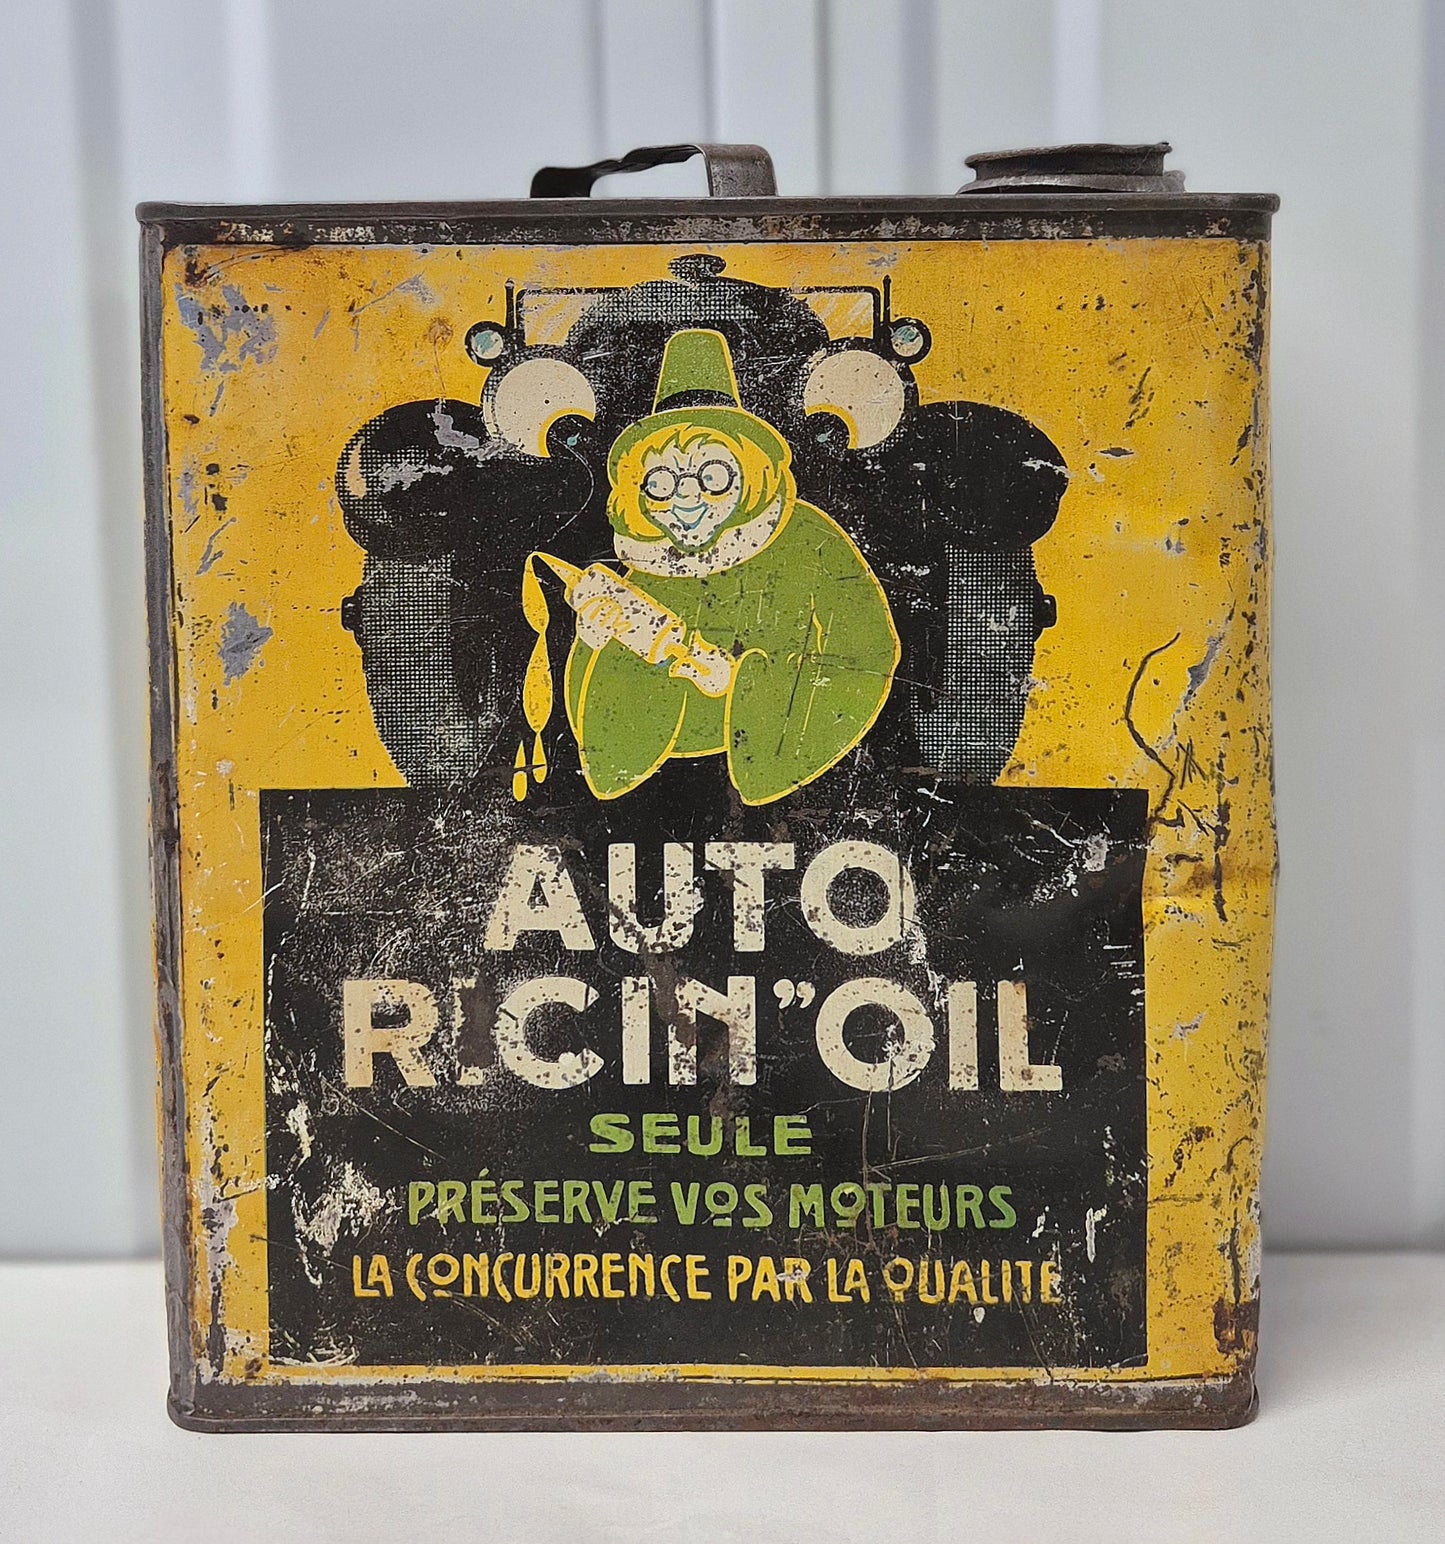 AUTO
RICIN”OIL
SEULE
PRÉSERVE VOS MOTEURS
LA CONCURRENCE PAR LA QUALITE